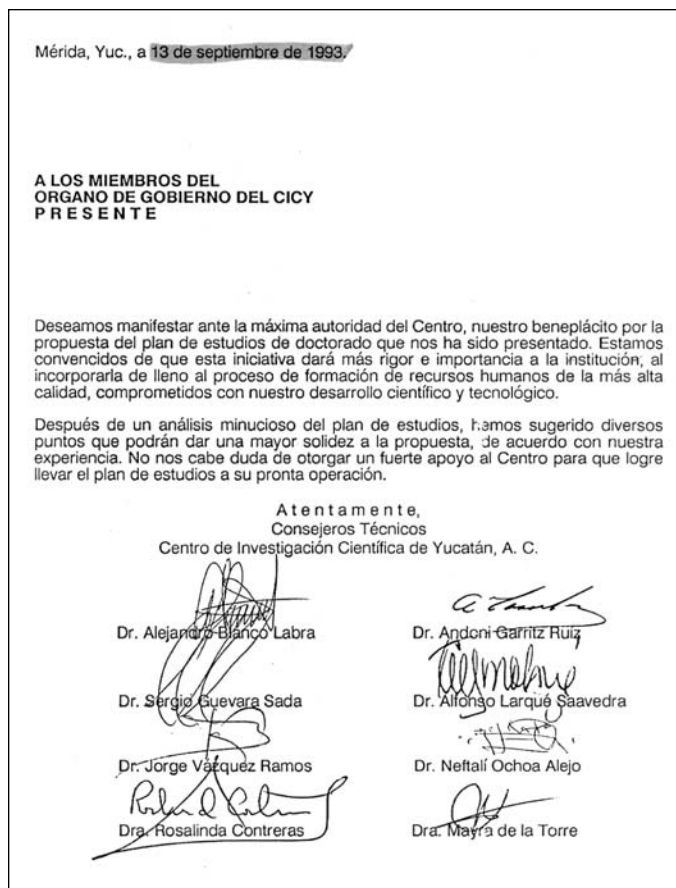 Mérida, Yuc., a 13 de septiembre de 1993.
A LOS MIEMBROS DEL
ORGANO DE GOBIERNO DEL CICY
P R E S E N T E
Deseamos manifestar ante la máxima autoridad del Centro, nuestro beneplácito por la
propuesta del plan de estudios de doctorado que nos ha sido presentado. Estamos
convencidos de que esta iniciativa dará más rigor e importancia a la institución, al
incorporarla de lleno al proceso de formación de recursos humanos de la más alta
calidad, comprometidos con nuestro desarrollo científico y tecnológico.
Después de un análisis minucioso del plan de estudios, hemos sugerido diversos
puntos que podrán dar una mayor solidez a la propuesta, de acuerdo con nuestra
experiencia. No nos cabe duda de otorgar un fuerte apoyo al Centro para que logre
llevar el plan de estudios a su pronta operación.
A t e n t a m e n t e,
Consejeros Técnicos
Centro de Investigación Científica de Yucatán, A. C.
Dr. Alejandro Blanco Labra
Dr. Andoni Garritz Ruiz
Dr. Sergio Guevara Sada
Dr. Alfonso Larqué Saavedra
Dr. Jorge Vázquez Ramos
Dr. Neftalí Ochoa Alejo
Dra. Rosalinda Contreras
Dra. Mayra de la Torre